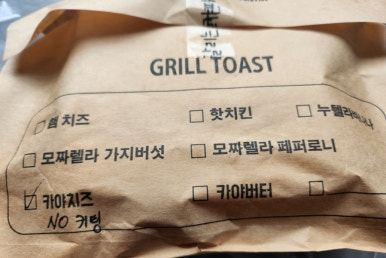 GRILL TOAST
햄 치즈 핫치킨 누텔라바나나
모짜렐라 가지버섯 모짜렐라 페퍼로니
카야치즈 카야버터
NO 커팅